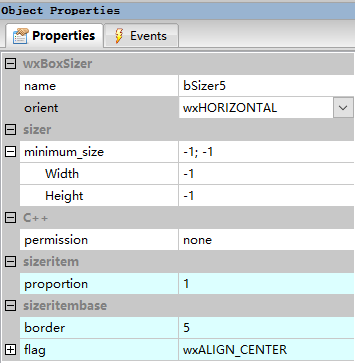 Object Properties
Properties Events
wxBoxSizer
name bSizer5
orient wxHORIZONTAL
sizer
minimum_size -1; -1
Width -1
Height -1
C++
permission none
sizeritem
proportion 1
sizeritembase
border 5
flag wxALIGN_CENTER